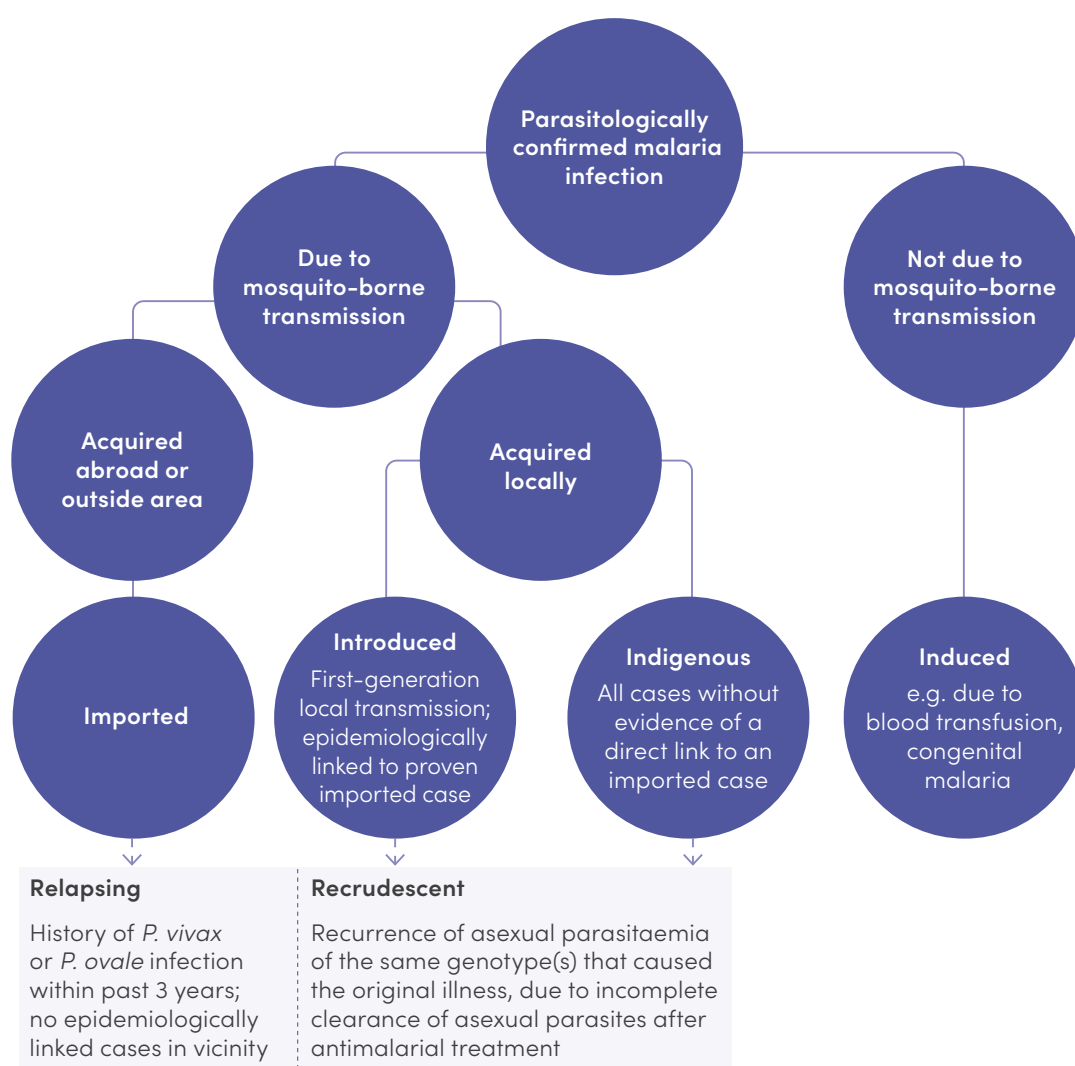 Parasitologically
confirmed malaria
infection
Due to
mosquito-borne
transmission
Not due to
mosquito-borne
transmission
Acquired
abroad or
outside area
Acquired
locally
Imported
Introduced
First-generation
local transmission;
epidemiologically
linked to proven
imported case
Indigenous
All cases without
evidence of a
direct link to an
imported case
Induced
e.g. due to
blood transfusion,
congenital
malaria
Relapsing
History of P. vivax
or P. ovale infection
within past 3 years;
no epidemiologically
linked cases in vicinity
Recrudescent
Recurrence of asexual parasitaemia
of the same genotype(s) that caused
the original illness, due to incomplete
clearance of asexual parasites after
antimalarial treatment